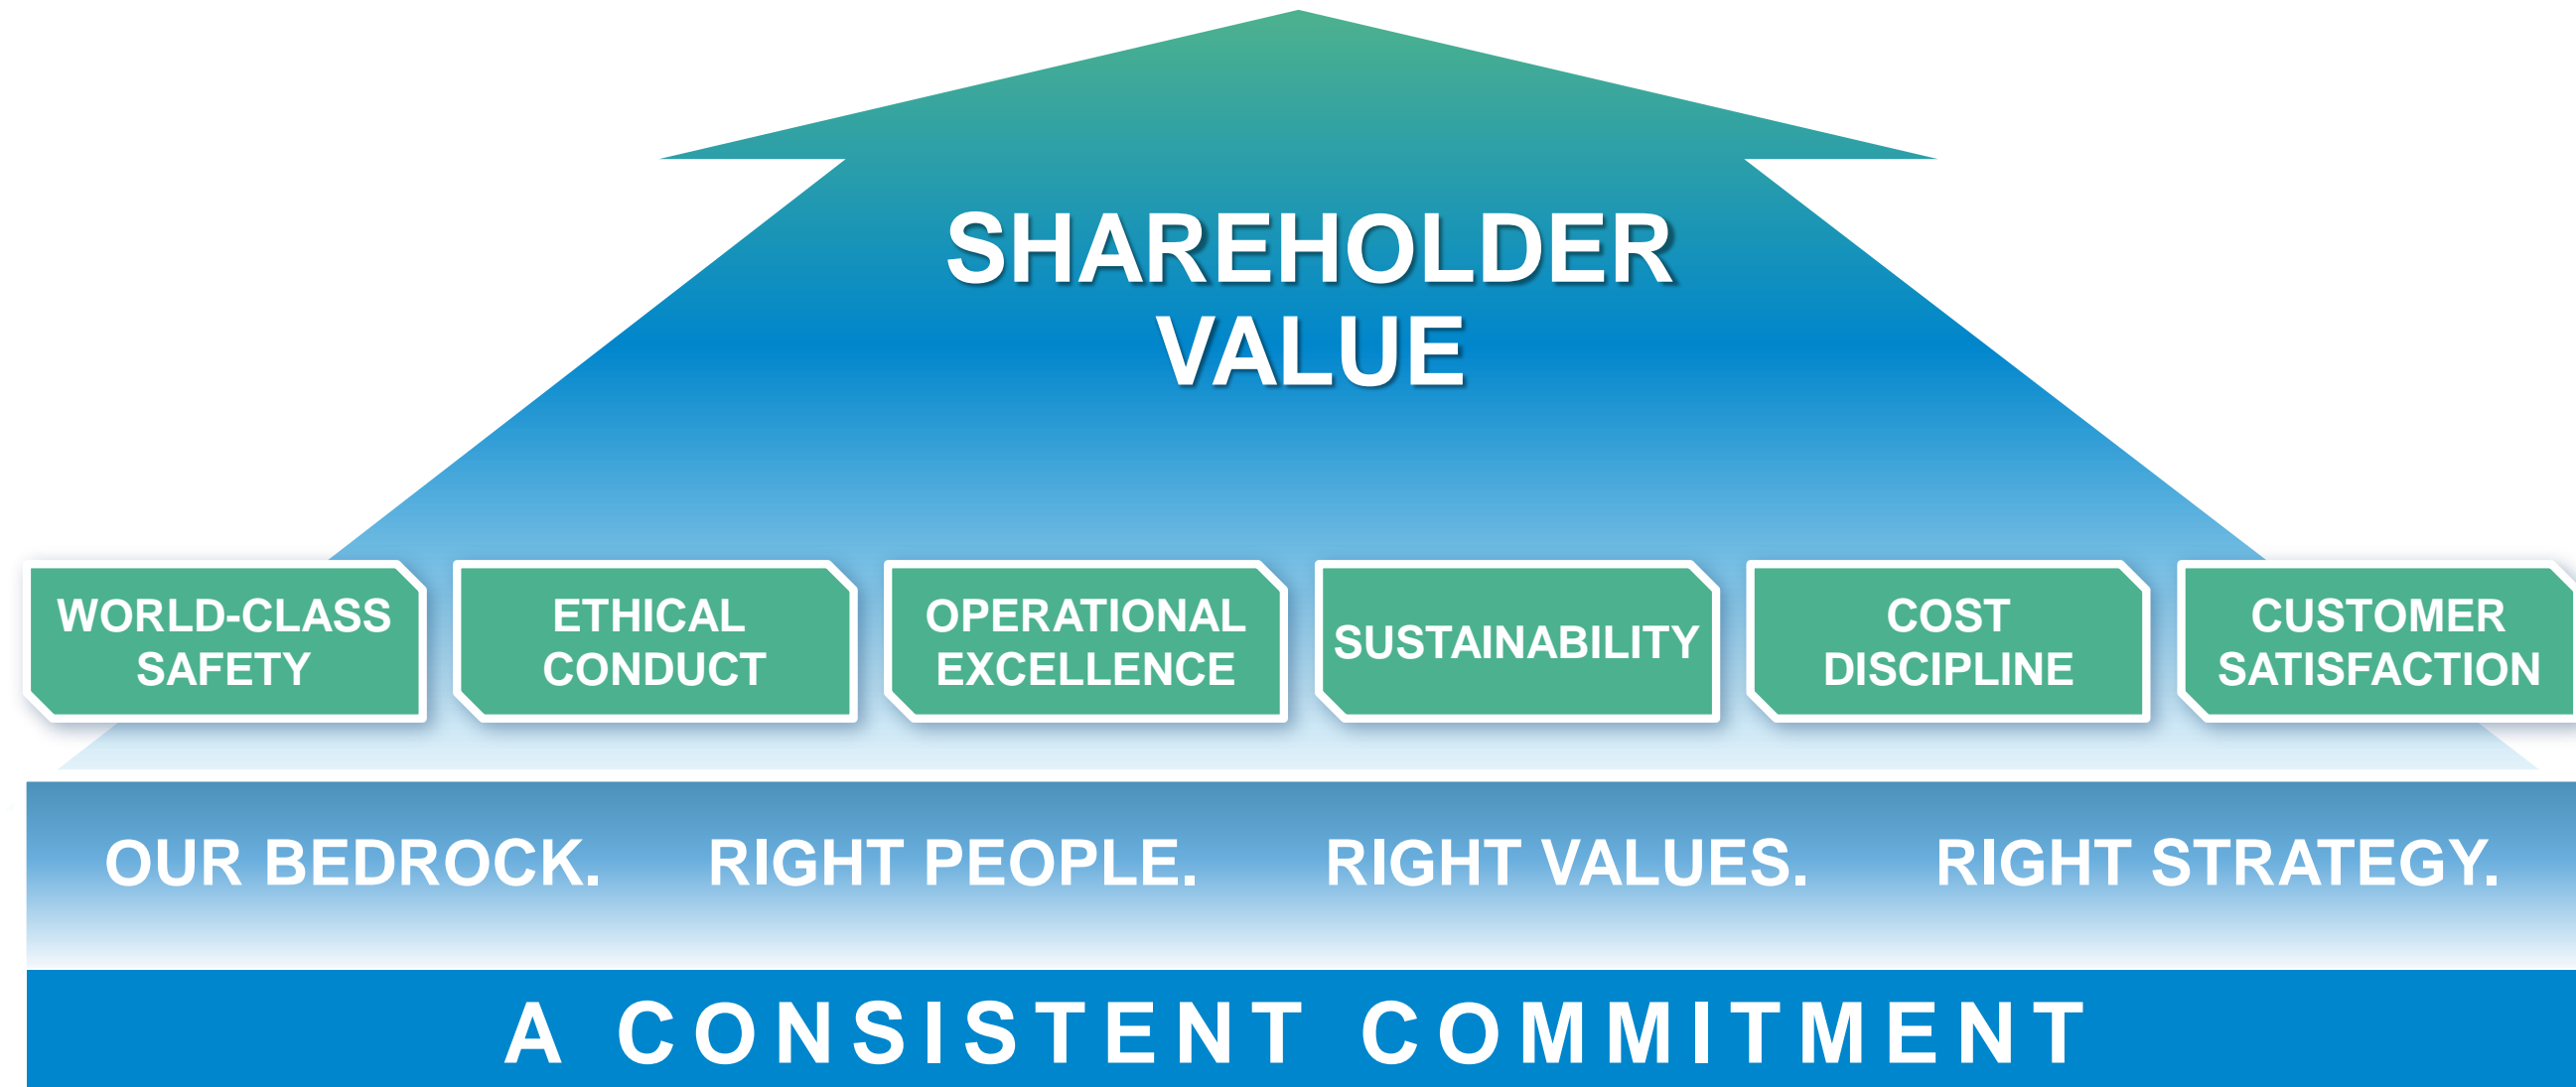 SHAREHOLDER
VALUE
WORLD-CLASS
SAFETY
ETHICAL
CONDUCT
OPERATIONAL
EXCELLENCE
SUSTAINABILITY
COST
DISCIPLINE
CUSTOMER
SATISFACTION
OUR BEDROCK. RIGHT PEOPLE. RIGHT VALUES. RIGHT STRATEGY.
A CONSISTENT COMMITMENT